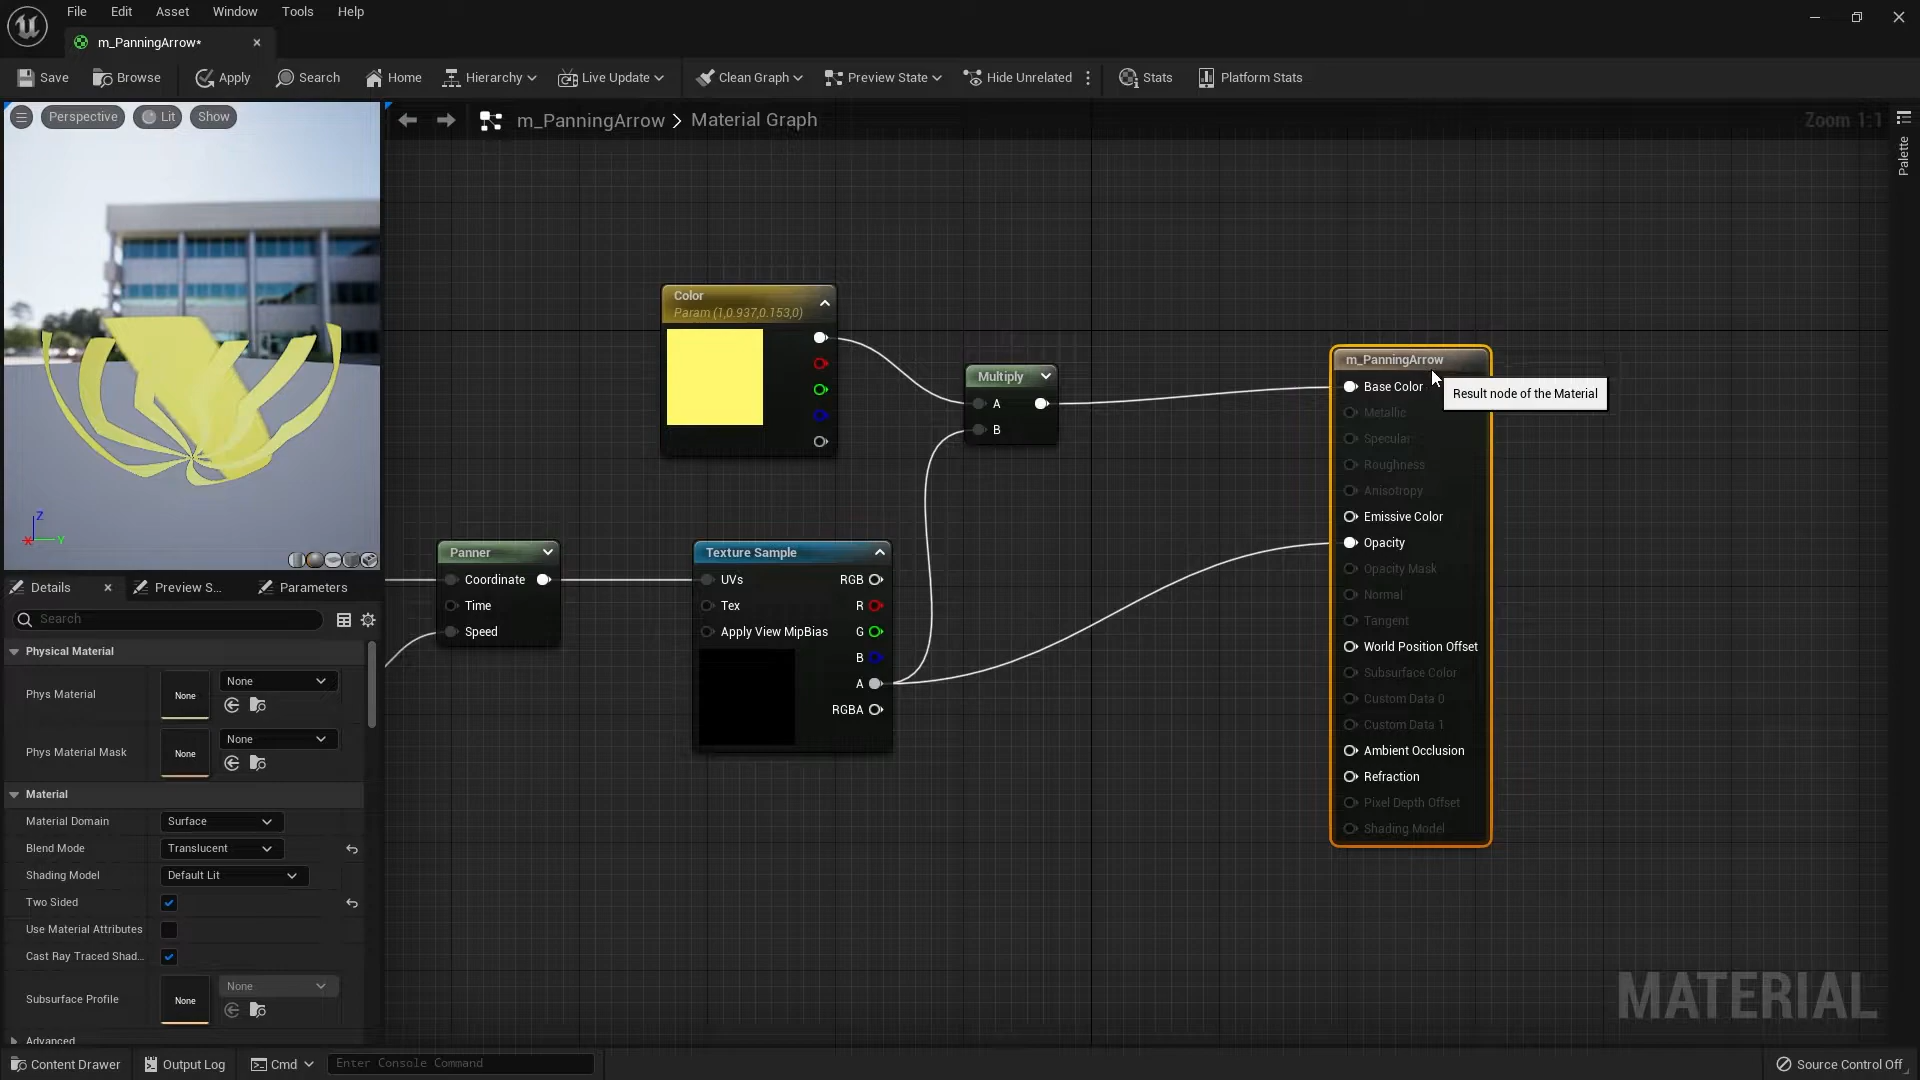 File Edit Asset Window Tools Help
m_PanningArrow*
Save Browse Apply Search Home Hierarchy Live Update Clean Graph Preview State Hide Unrelated Stats Platform Stats
Perspective Lit Show
m_PanningArrow > Material Graph
Zoom 1:1
Palette
Color
Param (1,0.937,0.153,0)
Multiply
A
B
m_PanningArrow
Base Color
Metallic
Specular
Roughness
Anisotropy
Emissive Color
Opacity
Opacity Mask
Normal
Tangent
World Position Offset
Subsurface Color
Custom Data 0
Custom Data 1
Ambient Occlusion
Refraction
Pixel Depth Offset
Shading Model
Result node of the Material
Panner
Coordinate
Time
Speed
Texture Sample
UVs RGB
Tex R
Apply View MipBias G
B
A
RGBA
Z
X Y
Details Preview S... Parameters
Search
Physical Material
Phys Material None None
Phys Material Mask None None
Material
Material Domain Surface
Blend Mode Translucent
Shading Model Default Lit
Two Sided
Use Material Attributes
Cast Ray Traced Shad...
Subsurface Profile None None
Advanced
MATERIAL
Content Drawer Output Log Cmd Enter Console Command Source Control Off